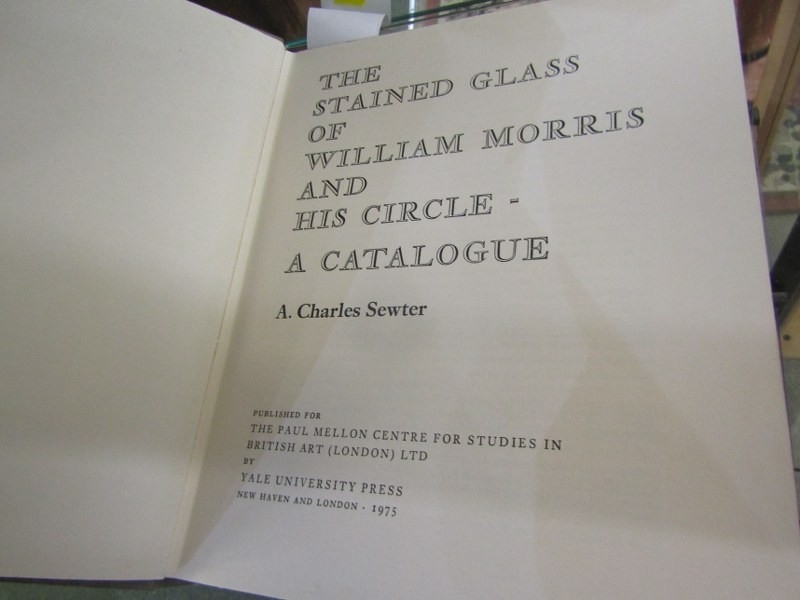 THE
STAINED GLASS
OF
WILLIAM MORRIS
AND
HIS CIRCLE -
A CATALOGUE
A. Charles Sewter
PUBLISHED FOR
THE PAUL MELLON CENTRE FOR STUDIES IN
BRITISH ART (LONDON) LTD
BY
YALE UNIVERSITY PRESS
NEW HAVEN AND LONDON · 1975